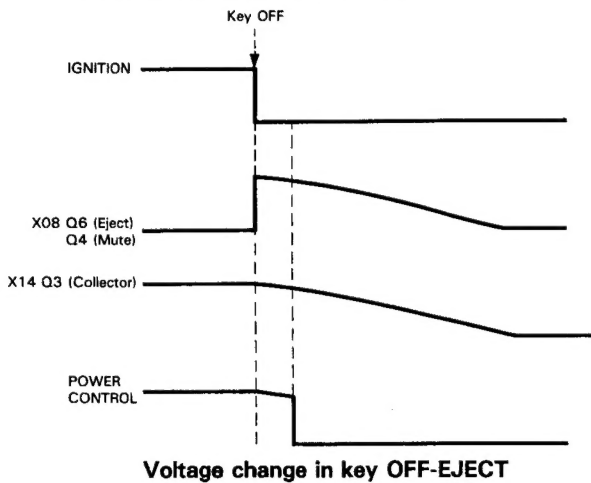 Key OFF
IGNITION
X08 Q6 (Eject)
Q4 (Mute)
X14 Q3 (Collector)
POWER
CONTROL
Voltage change in key OFF-EJECT